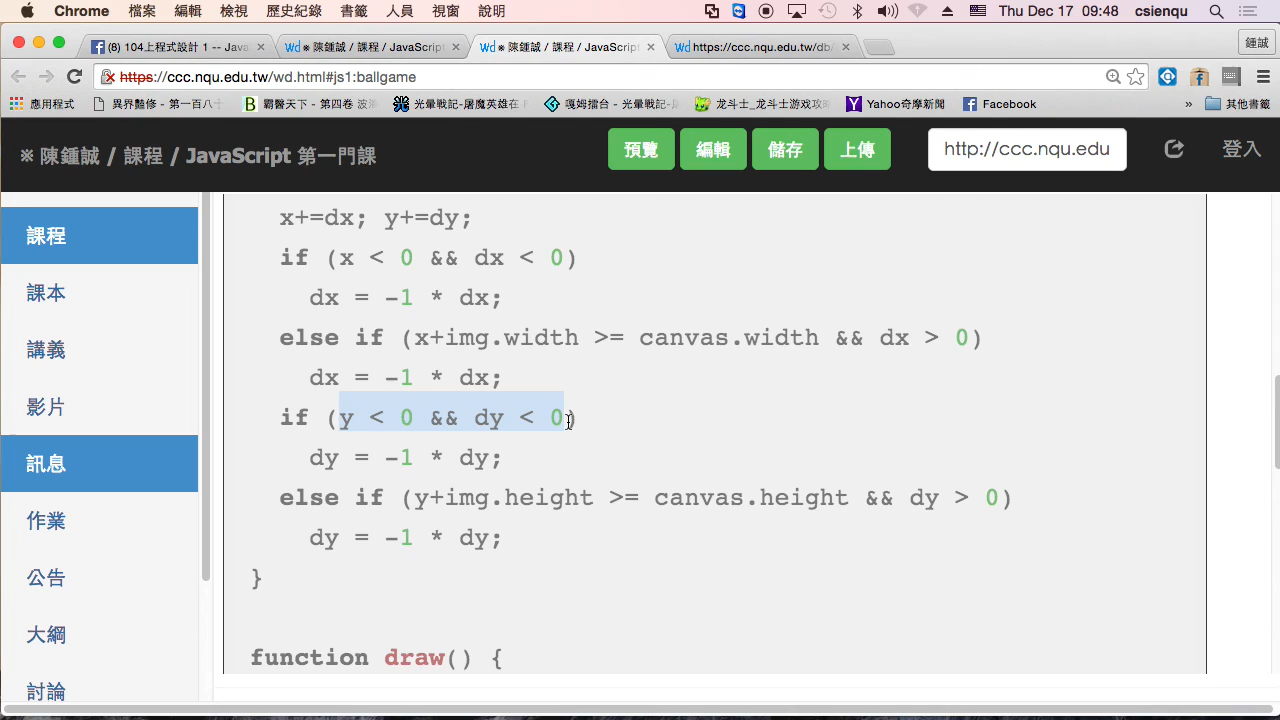 Chrome 檔案 編輯 檢視 歷史紀錄 書籤 人員 視窗 說明 Thu Dec 17 09:48 csienqu
(8) 104上程式設計 1 -- Java ※ 陳鍾誠 / 課程 / JavaScript ※ 陳鍾誠 / 課程 / JavaScript https://ccc.nqu.edu.tw/db/ 鍾誠
https://ccc.nqu.edu.tw/wd.html#js1:ballgame
應用程式 異界醫修 - 第一百八十 霸醫天下 - 第四卷 光暈戰記-屠魔英雄 嘎姆擂台 - 光暈戰記- 龙斗士游戏攻 Yahoo奇摩新聞 Facebook » 其他書籤
※ 陳鍾誠 / 課程 / JavaScript 第一門課 預覽 編輯 儲存 上傳 http://ccc.nqu.edu 登入
課程
課本
講義
影片
訊息
作業
公告
大綱
討論
x+=dx; y+=dy;
if (x < 0 && dx < 0)
dx = -1 * dx;
else if (x+img.width >= canvas.width && dx > 0)
dx = -1 * dx;
if (y < 0 && dy < 0)
dy = -1 * dy;
else if (y+img.height >= canvas.height && dy > 0)
dy = -1 * dy;
}
function draw() {